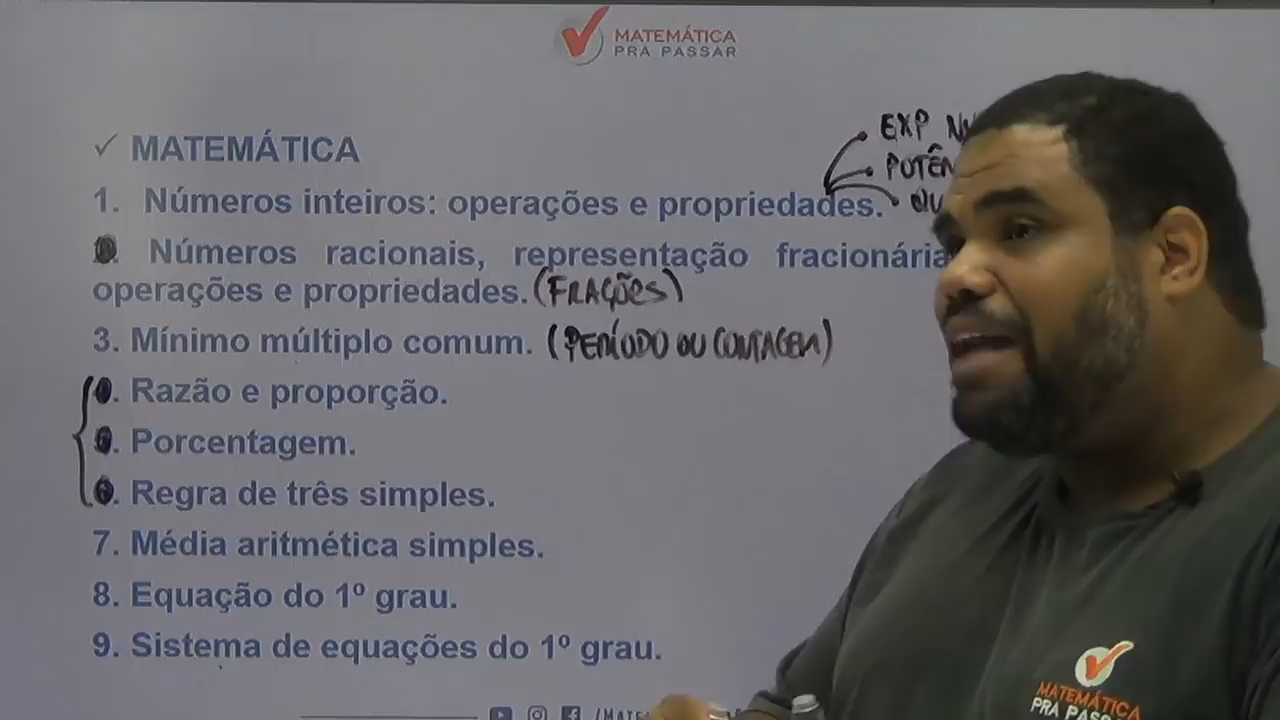 MATEMÁTICA
PRA PASSAR
✓ MATEMÁTICA
EXP
1. Números inteiros: operações e propriedades.
Números racionais, representação fracionária
operações e propriedades. (FRAÇÕES)
3. Mínimo múltiplo comum. (PERÍODO OU CONTAGEM)
Razão e proporção.
Porcentagem.
Regra de três simples.
7. Média aritmética simples.
8. Equação do 1º grau.
9. Sistema de equações do 1º grau.
MATEMÁTICA
PRA